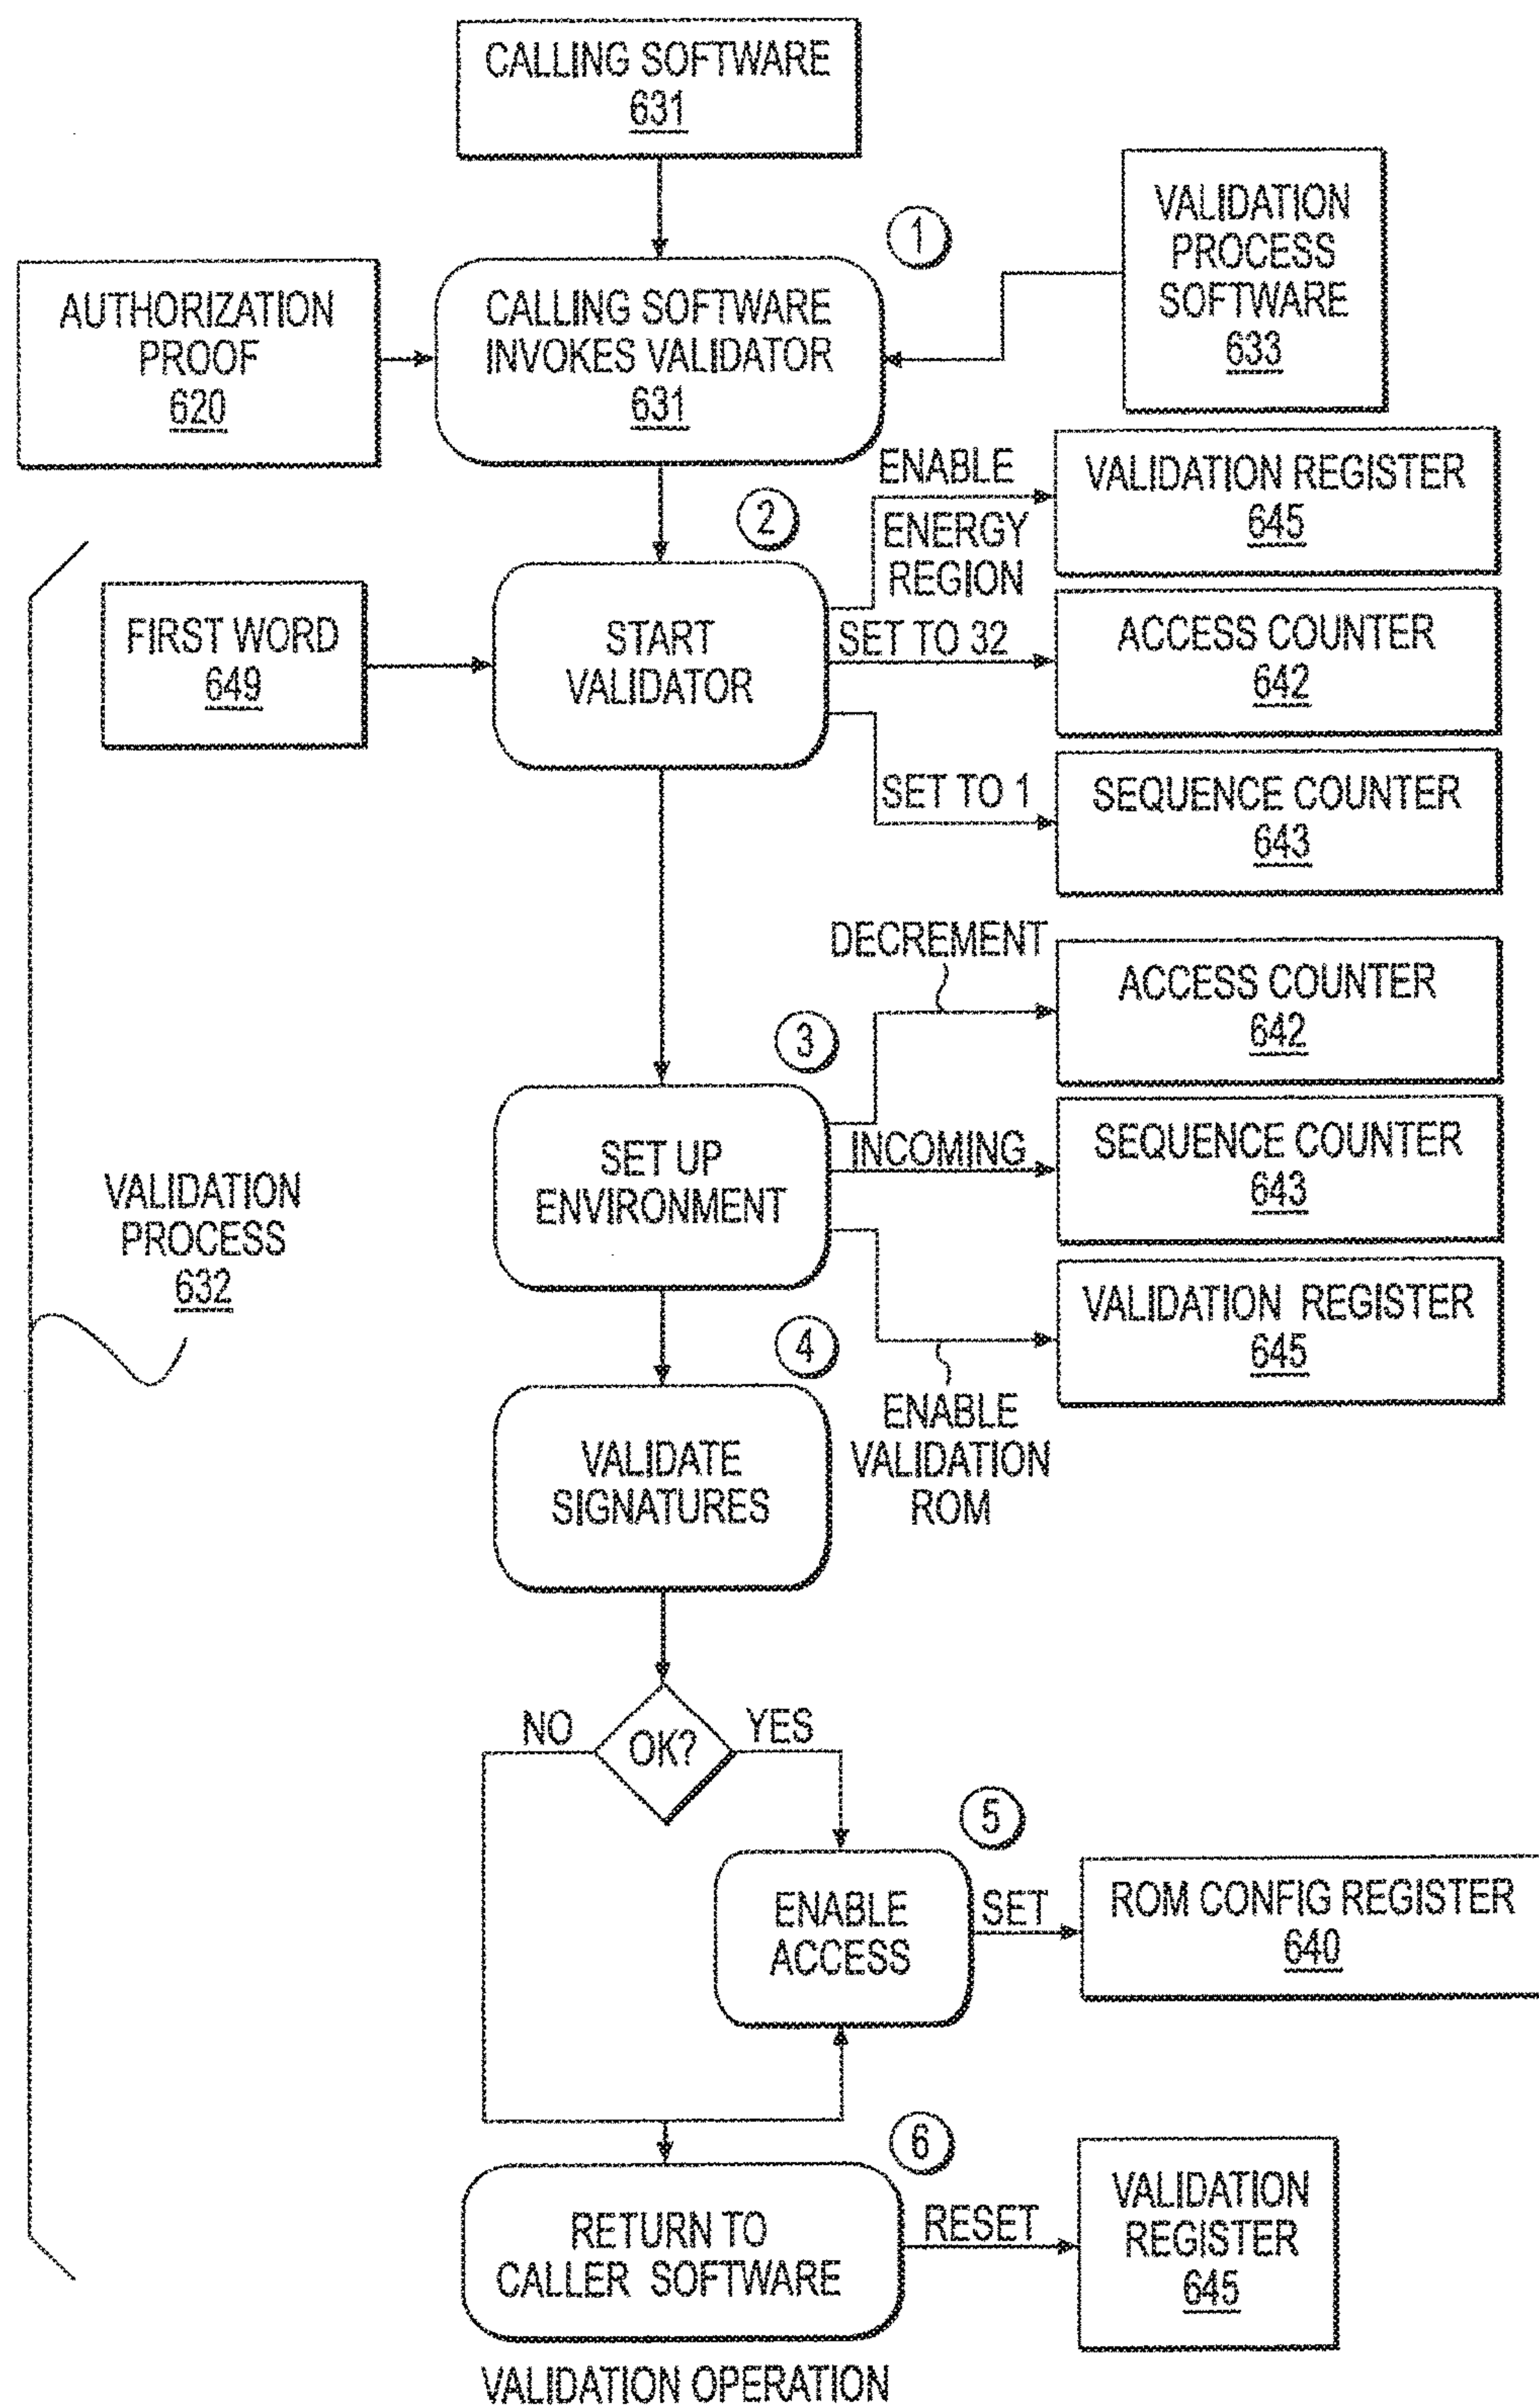 CALLING SOFTWARE
631
1
VALIDATION
PROCESS
SOFTWARE
633
AUTHORIZATION
PROOF
620
CALLING SOFTWARE
INVOKES VALIDATOR
631
2
ENABLE
ENERGY
REGION
VALIDATION REGISTER
645
FIRST WORD
649
START
VALIDATOR
SET TO 32
ACCESS COUNTER
642
SET TO 1
SEQUENCE COUNTER
643
DECREMENT
ACCESS COUNTER
642
3
SET UP
ENVIRONMENT
INCOMING
SEQUENCE COUNTER
643
VALIDATION
PROCESS
632
VALIDATION REGISTER
645
4
ENABLE
VALIDATION
ROM
VALIDATE
SIGNATURES
NO
OK?
YES
5
ENABLE
ACCESS
SET
ROM CONFIG REGISTER
640
6
RETURN TO
CALLER SOFTWARE
RESET
VALIDATION
REGISTER
645
VALIDATION OPERATION